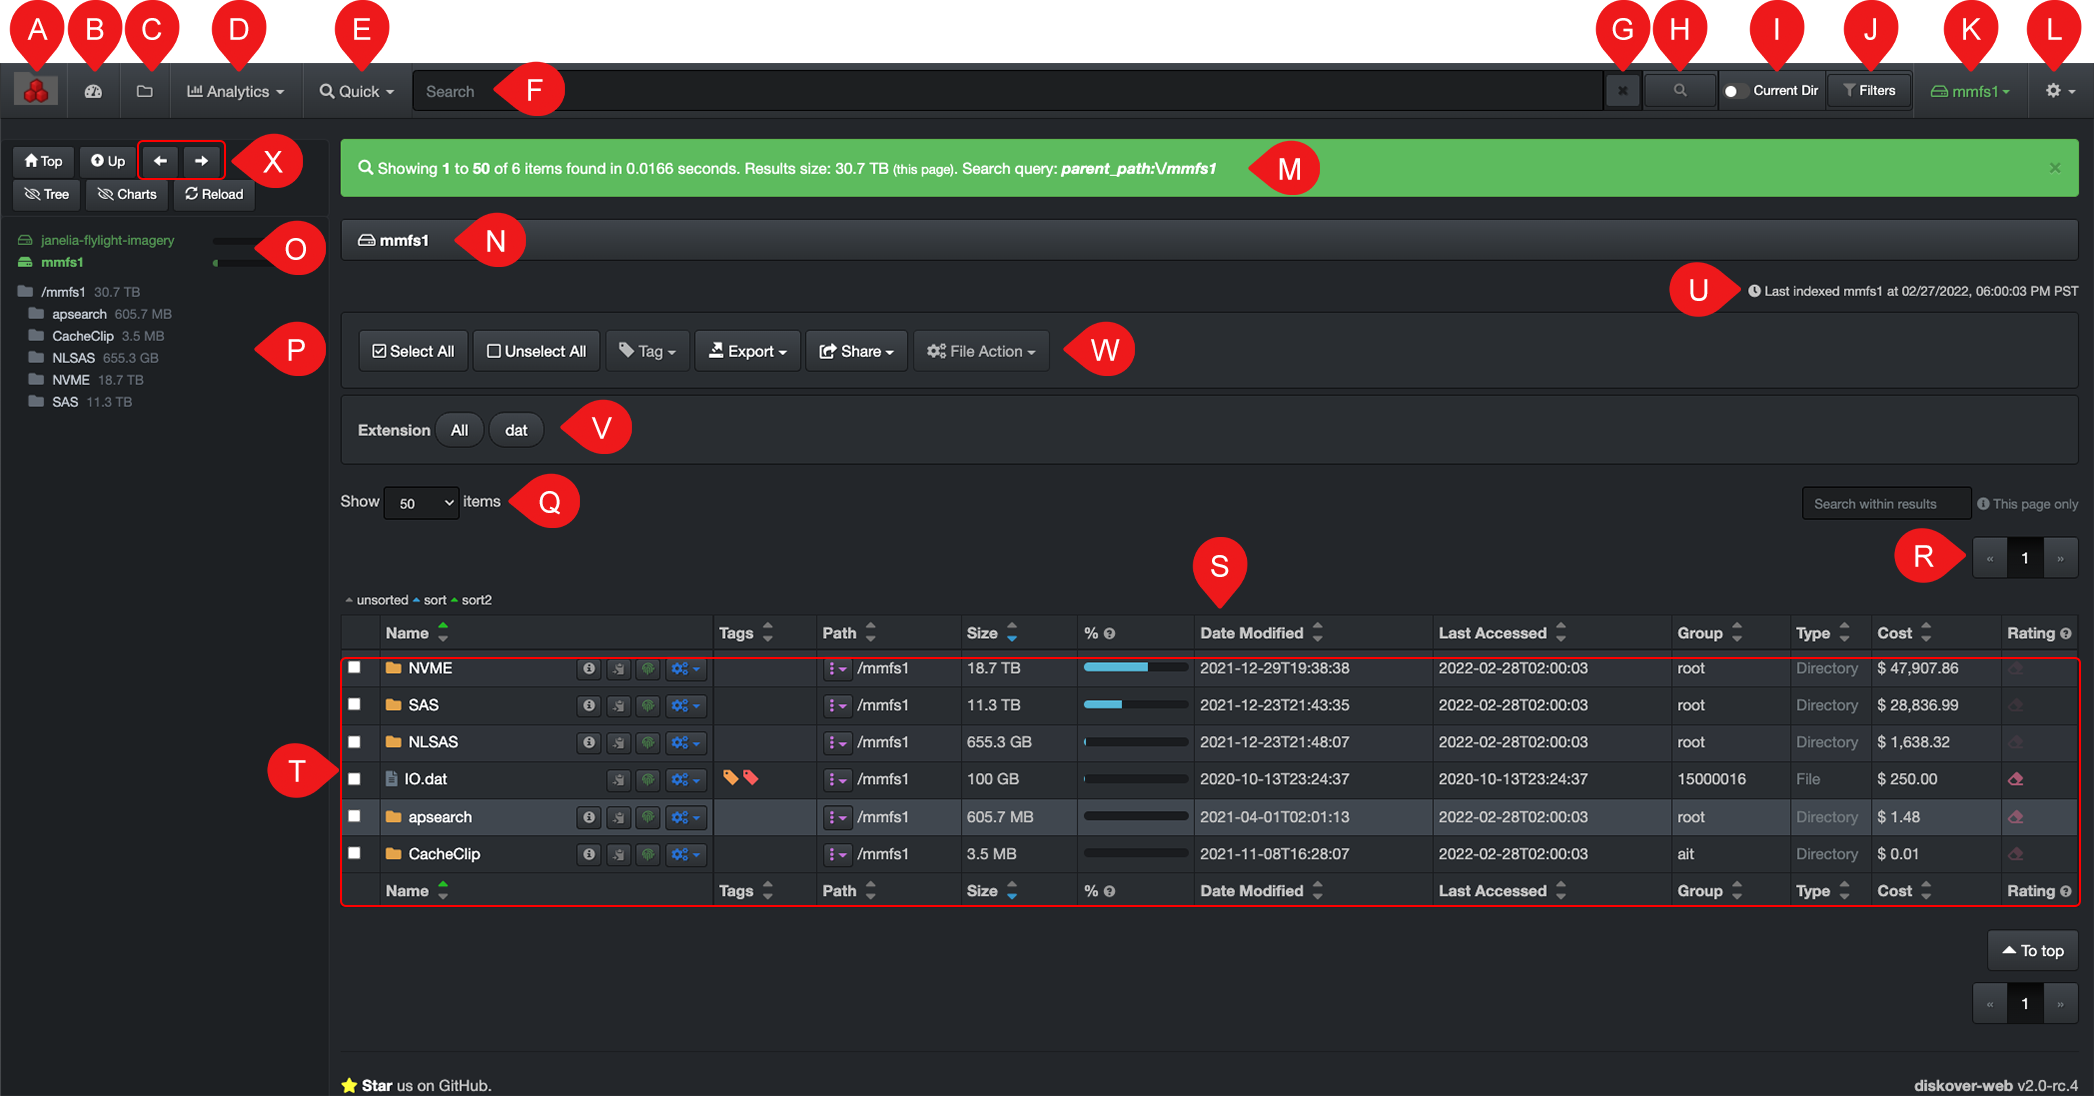 A B C D E G H I J K L
Analytics Quick Search F Current Dir Filters mmfs1
Top Up X
Tree Charts Reload
Showing 1 to 50 of 6 items found in 0.0166 seconds. Results size: 30.7 TB (this page). Search query: parent_path:\/mmfs1 M
janelia-flylight-imagery O
mmfs1
mmfs1 N
/mmfs1 30.7 TB
apsearch 605.7 MB
CacheClip 3.5 MB
NLSAS 655.3 GB
NVME 18.7 TB
SAS 11.3 TB
P
U Last indexed mmfs1 at 02/27/2022, 06:00:03 PM PST
Select All Unselect All Tag Export Share File Action W
Extension All dat V
Show 50 items Q
Search within results This page only
R « 1 »
S
unsorted sort sort2
Name Tags Path Size % Date Modified Last Accessed Group Type Cost Rating
NVME /mmfs1 18.7 TB 2021-12-29T19:38:38 2022-02-28T02:00:03 root Directory $ 47,907.86
SAS /mmfs1 11.3 TB 2021-12-23T21:43:35 2022-02-28T02:00:03 root Directory $ 28,836.99
NLSAS /mmfs1 655.3 GB 2021-12-23T21:48:07 2022-02-28T02:00:03 root Directory $ 1,638.32
T IO.dat /mmfs1 100 GB 2020-10-13T23:24:37 2020-10-13T23:24:37 15000016 File $ 250.00
apsearch /mmfs1 605.7 MB 2021-04-01T02:01:13 2022-02-28T02:00:03 root Directory $ 1.48
CacheClip /mmfs1 3.5 MB 2021-11-08T16:28:07 2022-02-28T02:00:03 ait Directory $ 0.01
Name Tags Path Size % Date Modified Last Accessed Group Type Cost Rating
To top
« 1 »
Star us on GitHub.
diskover-web v2.0-rc.4